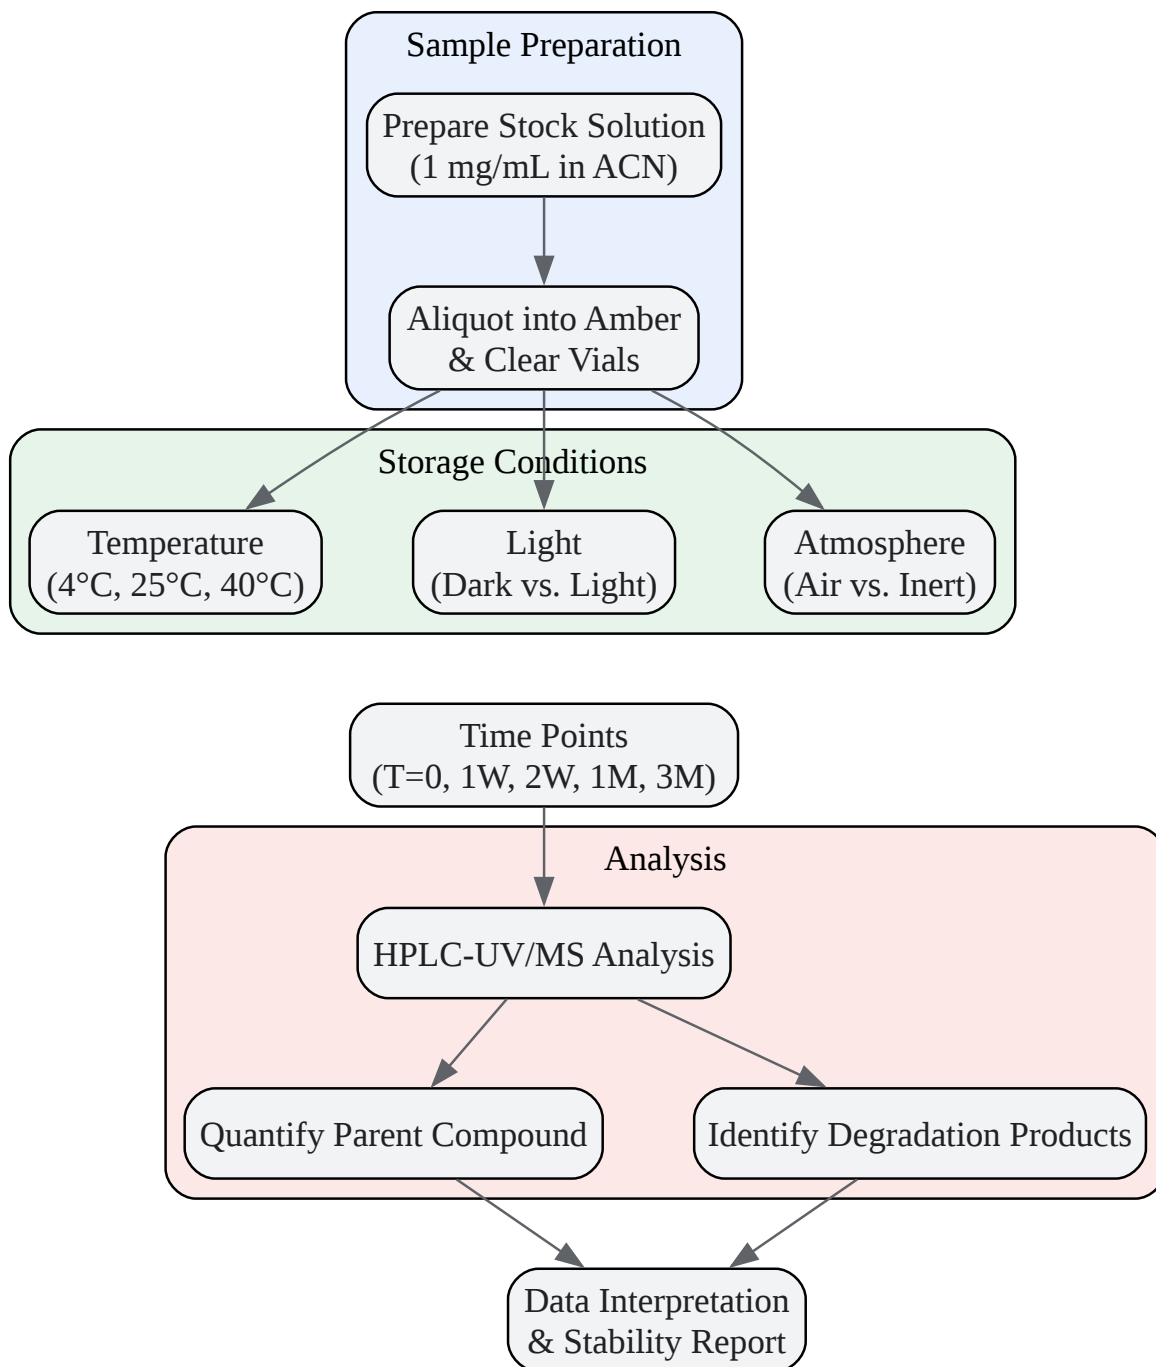 Sample Preparation
Prepare Stock Solution
(1 mg/mL in ACN)
Aliquot into Amber
& Clear Vials
Storage Conditions
Temperature
(4°C, 25°C, 40°C)
Light
(Dark vs. Light)
Atmosphere
(Air vs. Inert)
Time Points
(T=0, 1W, 2W, 1M, 3M)
Analysis
HPLC-UV/MS Analysis
Quantify Parent Compound
Identify Degradation Products
Data Interpretation
& Stability Report